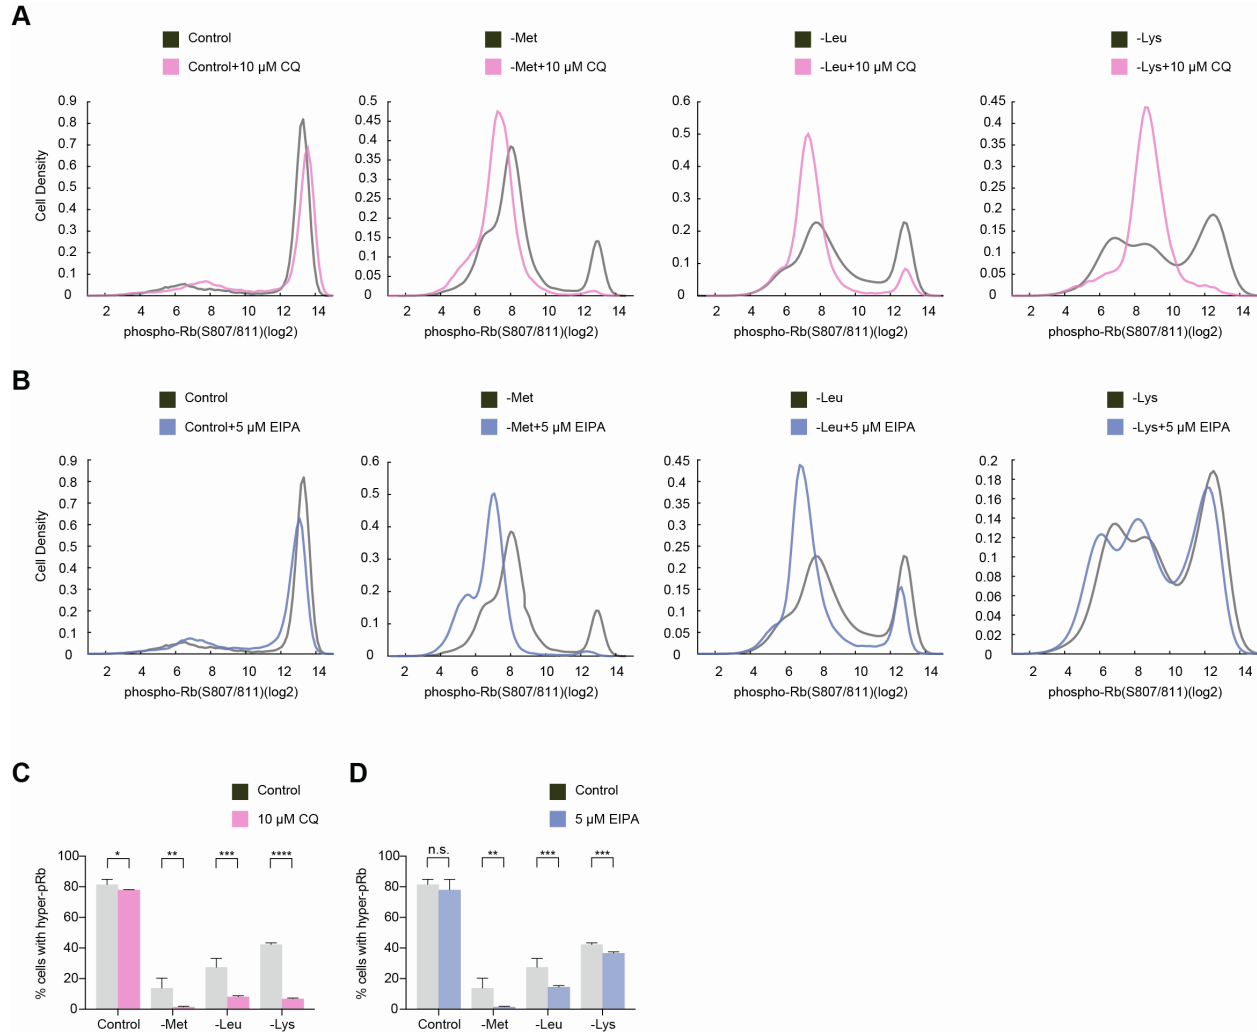 A
Control
Control+10 µM CQ
-Met
-Met+10 µM CQ
-Leu
-Leu+10 µM CQ
-Lys
-Lys+10 µM CQ
Cell Density
0.9
0.8
0.7
0.6
0.5
0.4
0.3
0.2
0.1
0
2 4 6 8 10 12 14
phospho-Rb(S807/811)(log2)
0.5
0.45
0.4
0.35
0.3
0.25
0.2
0.15
0.1
0.05
0
2 4 6 8 10 12 14
phospho-Rb(S807/811)(log2)
0.6
0.5
0.4
0.3
0.2
0.1
0
2 4 6 8 10 12 14
phospho-Rb(S807/811)(log2)
0.45
0.4
0.35
0.3
0.25
0.2
0.15
0.1
0.05
0
2 4 6 8 10 12 14
phospho-Rb(S807/811)(log2)
B
Control
Control+5 µM EIPA
-Met
-Met+5 µM EIPA
-Leu
-Leu+5 µM EIPA
-Lys
-Lys+5 µM EIPA
Cell Density
0.9
0.8
0.7
0.6
0.5
0.4
0.3
0.2
0.1
0
2 4 6 8 10 12 14
phospho-Rb(S807/811)(log2)
0.6
0.5
0.4
0.3
0.2
0.1
0
2 4 6 8 10 12 14
phospho-Rb(S807/811)(log2)
0.45
0.4
0.35
0.3
0.25
0.2
0.15
0.1
0.05
0
2 4 6 8 10 12 14
phospho-Rb(S807/811)(log2)
0.2
0.18
0.16
0.14
0.12
0.1
0.08
0.06
0.04
0.02
0
2 4 6 8 10 12 14
phospho-Rb(S807/811)(log2)
C
Control
10 µM CQ
% cells with hyper-pRb
100
80
60
40
20
0
* ** *** ****
Control -Met -Leu -Lys
D
Control
5 µM EIPA
% cells with hyper-pRb
100
80
60
40
20
0
n.s. ** *** ***
Control -Met -Leu -Lys